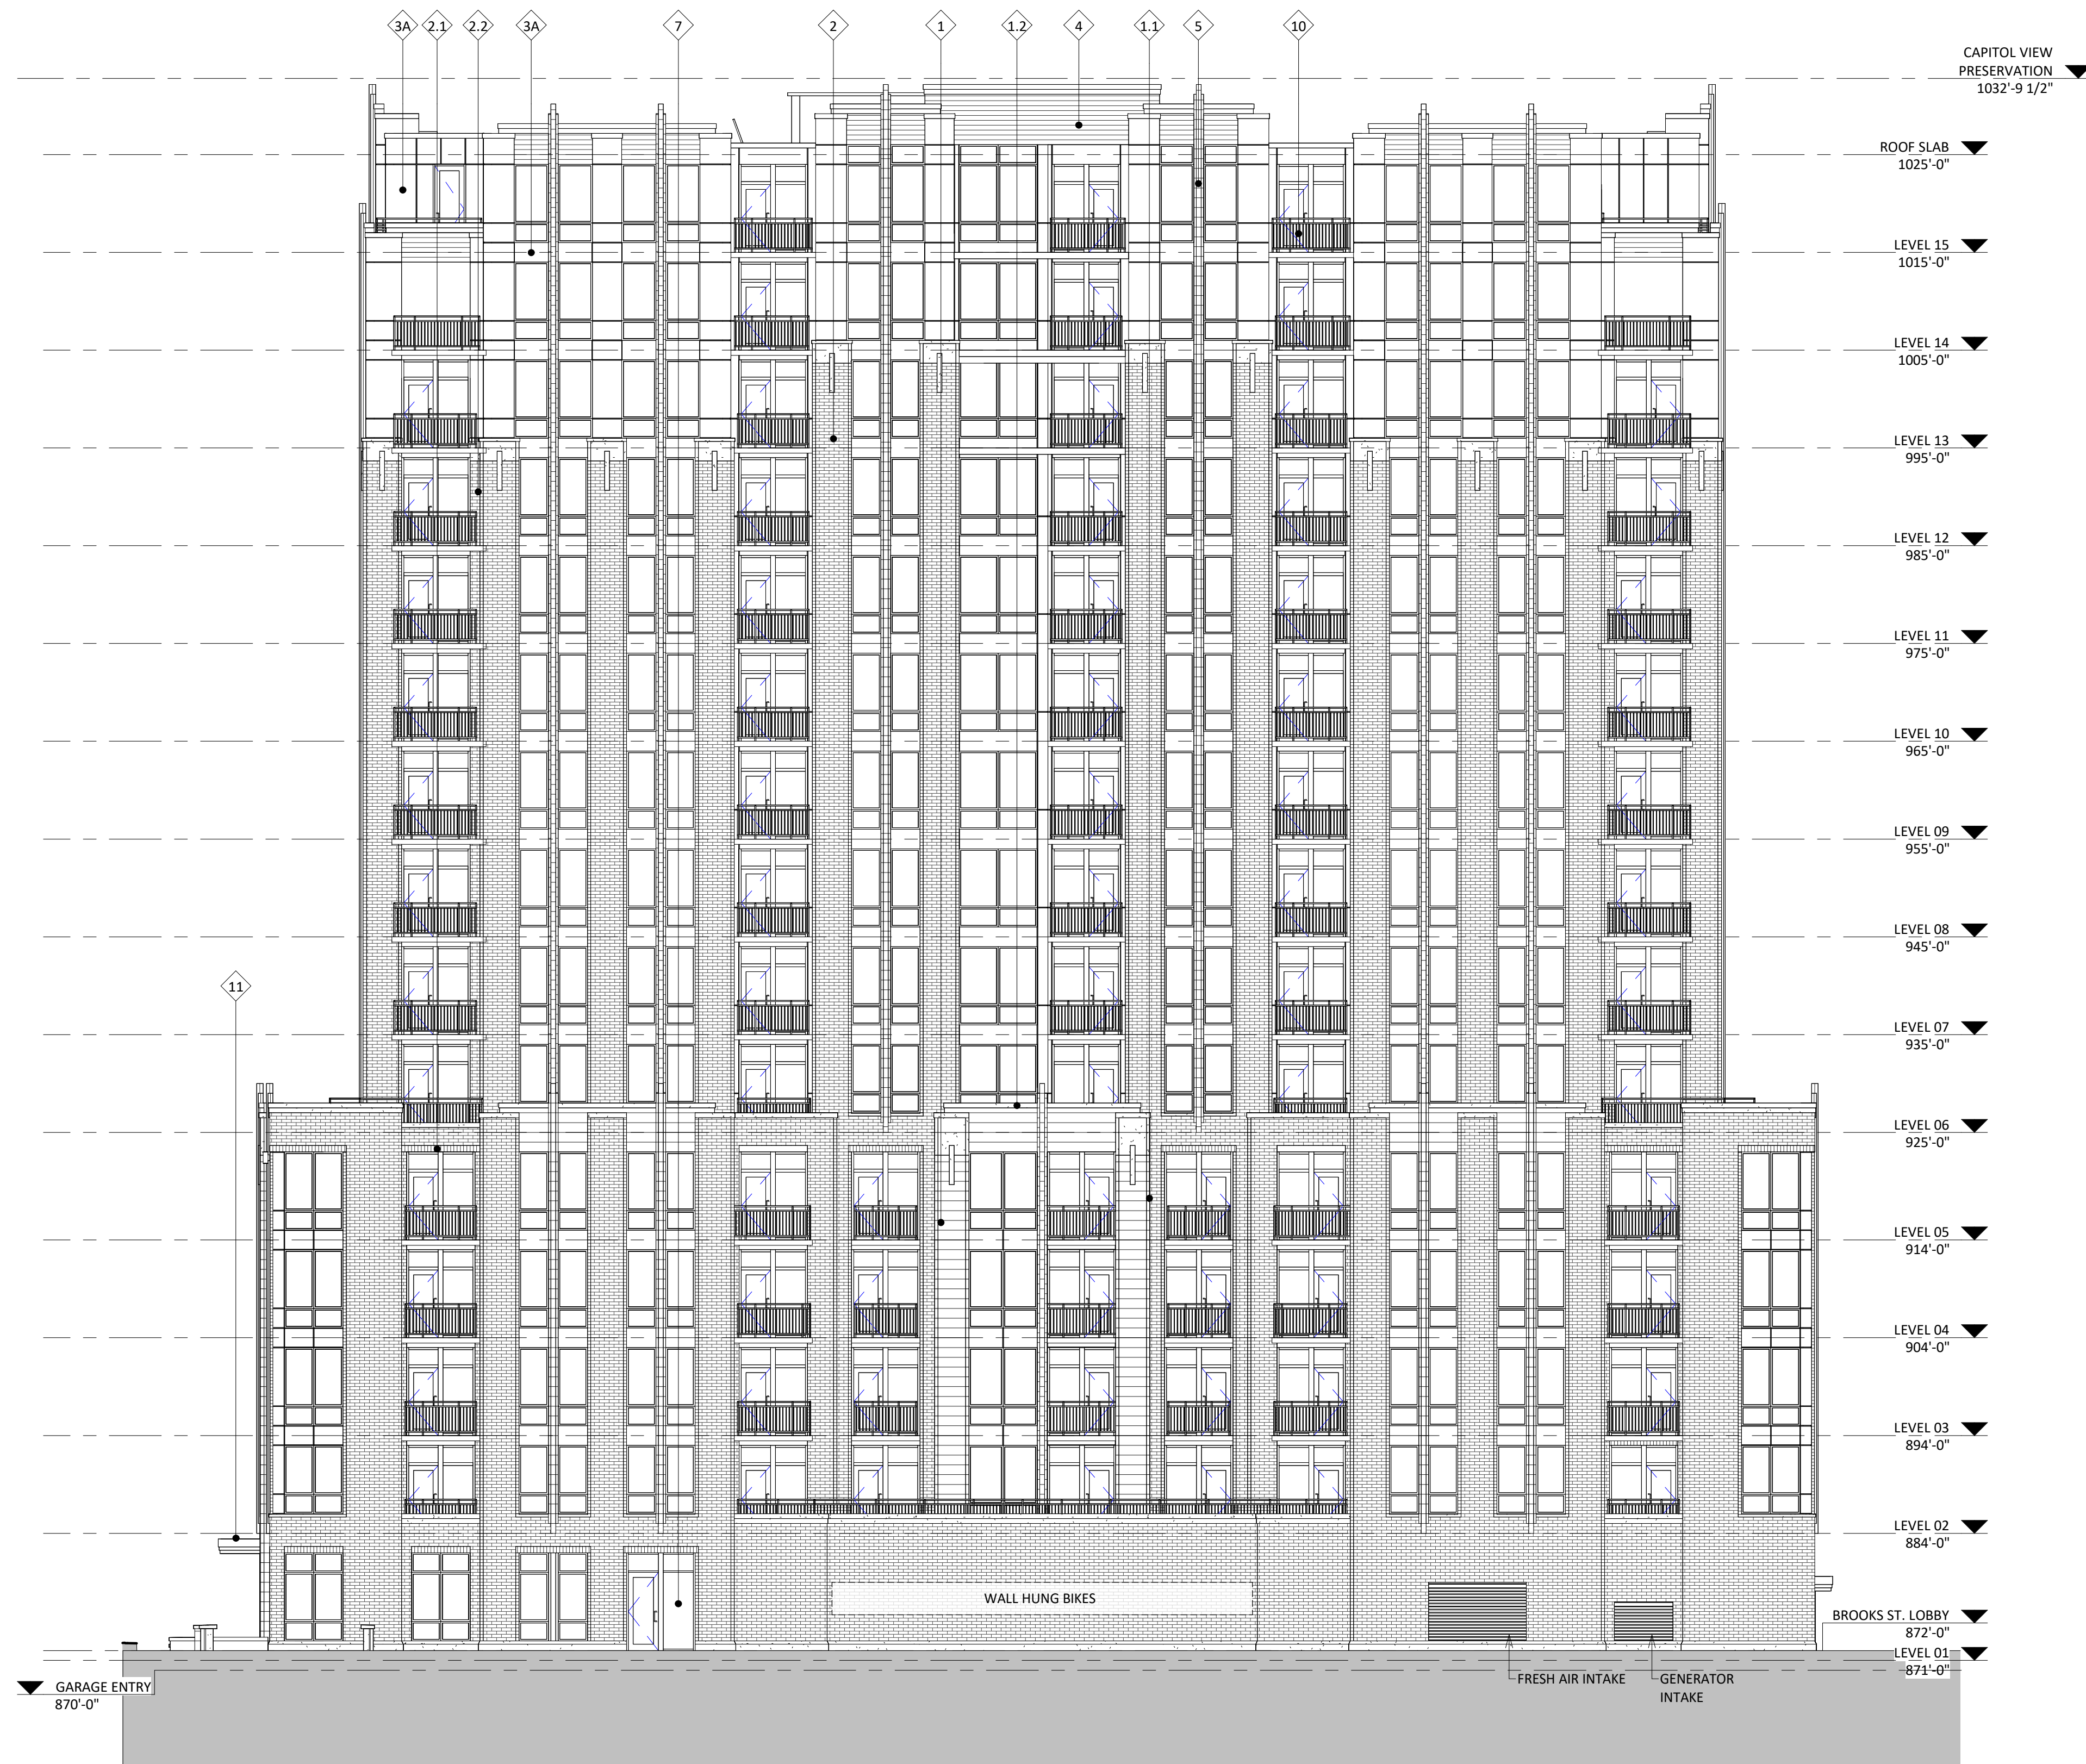 3A 2.1 2.2 3A 7 2 1 1.2 4 1.1 5 10
CAPITOL VIEW
PRESERVATION
1032'-9 1/2"
ROOF SLAB
1025'-0"
LEVEL 15
1015'-0"
LEVEL 14
1005'-0"
LEVEL 13
995'-0"
LEVEL 12
985'-0"
LEVEL 11
975'-0"
LEVEL 10
965'-0"
LEVEL 09
955'-0"
LEVEL 08
945'-0"
11
LEVEL 07
935'-0"
LEVEL 06
925'-0"
LEVEL 05
914'-0"
LEVEL 04
904'-0"
LEVEL 03
894'-0"
LEVEL 02
884'-0"
WALL HUNG BIKES
BROOKS ST. LOBBY
872'-0"
LEVEL 01
871'-0"
FRESH AIR INTAKE
GENERATOR
INTAKE
GARAGE ENTRY
870'-0"